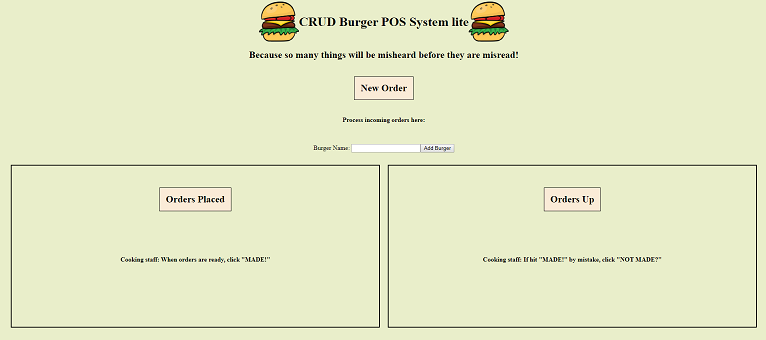 CRUD Burger POS System lite
Because so many things will be misheard before they are misread!
New Order
Process incoming orders here:
Burger Name: Add Burger
Orders Placed
Cooking staff: When orders are ready, click "MADE!"
Orders Up
Cooking staff: If hit "MADE!" by mistake, click "NOT MADE?"